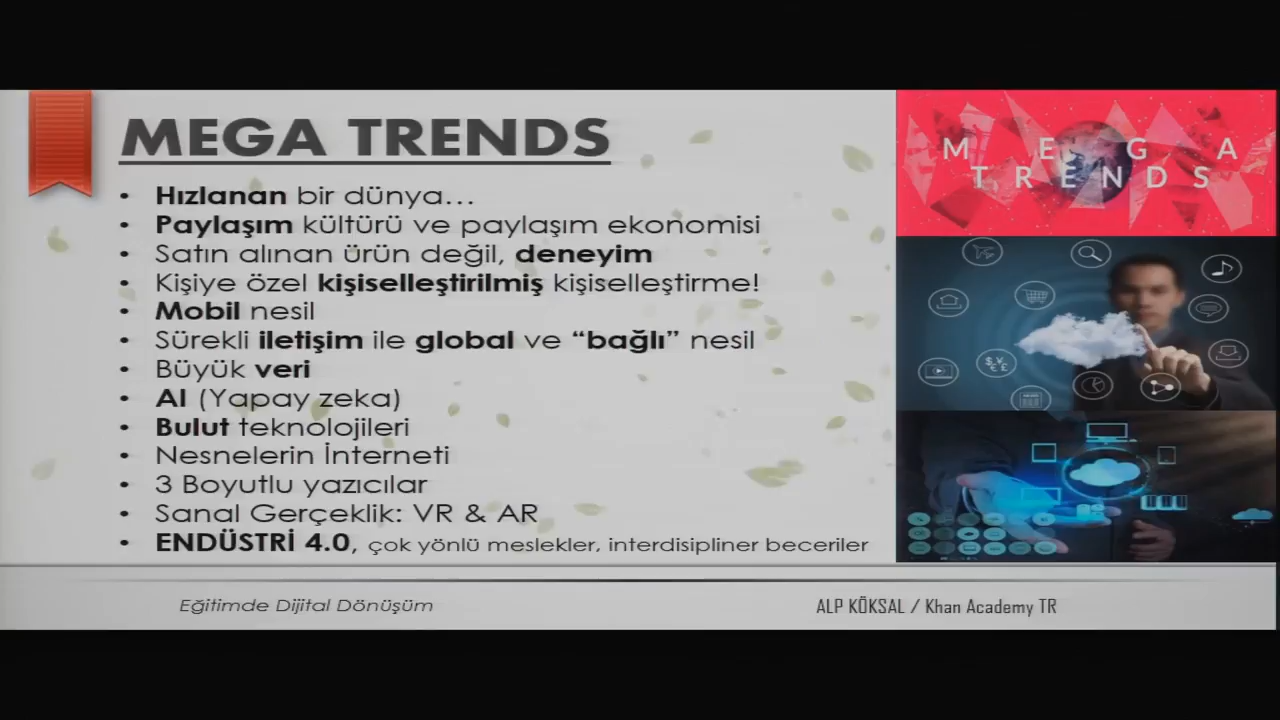 MEGA TRENDS
• Hızlanan bir dünya…
• Paylaşım kültürü ve paylaşım ekonomisi
• Satın alınan ürün değil, deneyim
• Kişiye özel kişiselleştirilmiş kişiselleştirme!
• Mobil nesil
• Sürekli iletişim ile global ve “bağlı” nesil
• Büyük veri
• AI (Yapay zeka)
• Bulut teknolojileri
• Nesnelerin İnterneti
• 3 Boyutlu yazıcılar
• Sanal Gerçeklik: VR & AR
• ENDÜSTRİ 4.0, çok yönlü meslekler, interdisipliner beceriler
MEGA
TRENDS
$ ¥
€ £
Eğitimde Dijital Dönüşüm
ALP KÖKSAL / Khan Academy TR